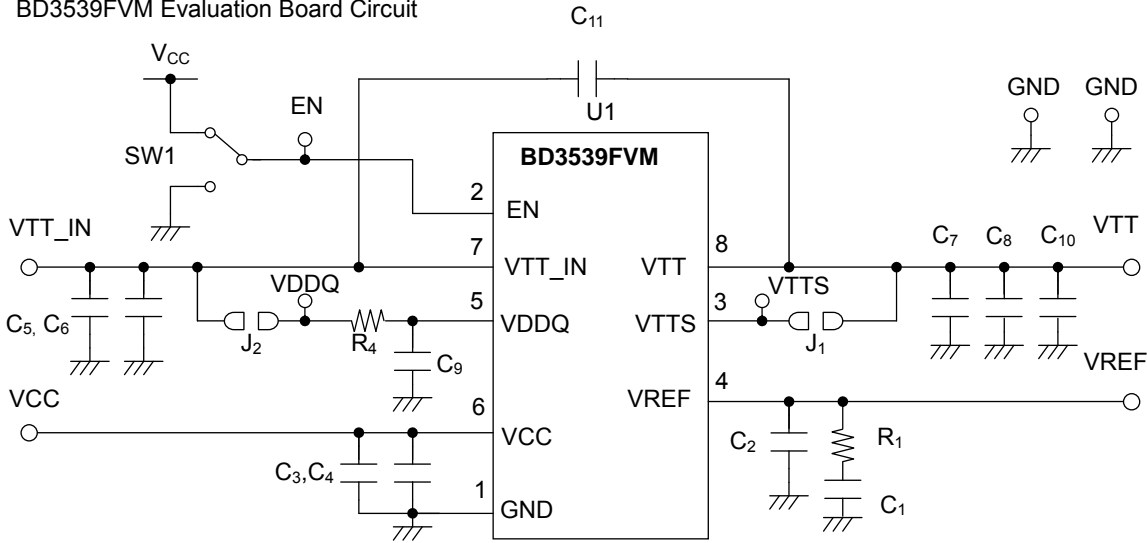 BD3539FVM Evaluation Board Circuit
C₁₁
V_CC
GND GND
EN
U1
SW1
BD3539FVM
2
EN
VTT_IN
7
VTT_IN
VTT
8
C₇ C₈ C₁₀
VTT
VDDQ
5
VDDQ
VTTS
3
VTTS
C₅, C₆
J₂
R₄
J₁
C₉
VREF
4
VREF
VCC
6
VCC
C₂
R₁
C₃,C₄
1
GND
C₁